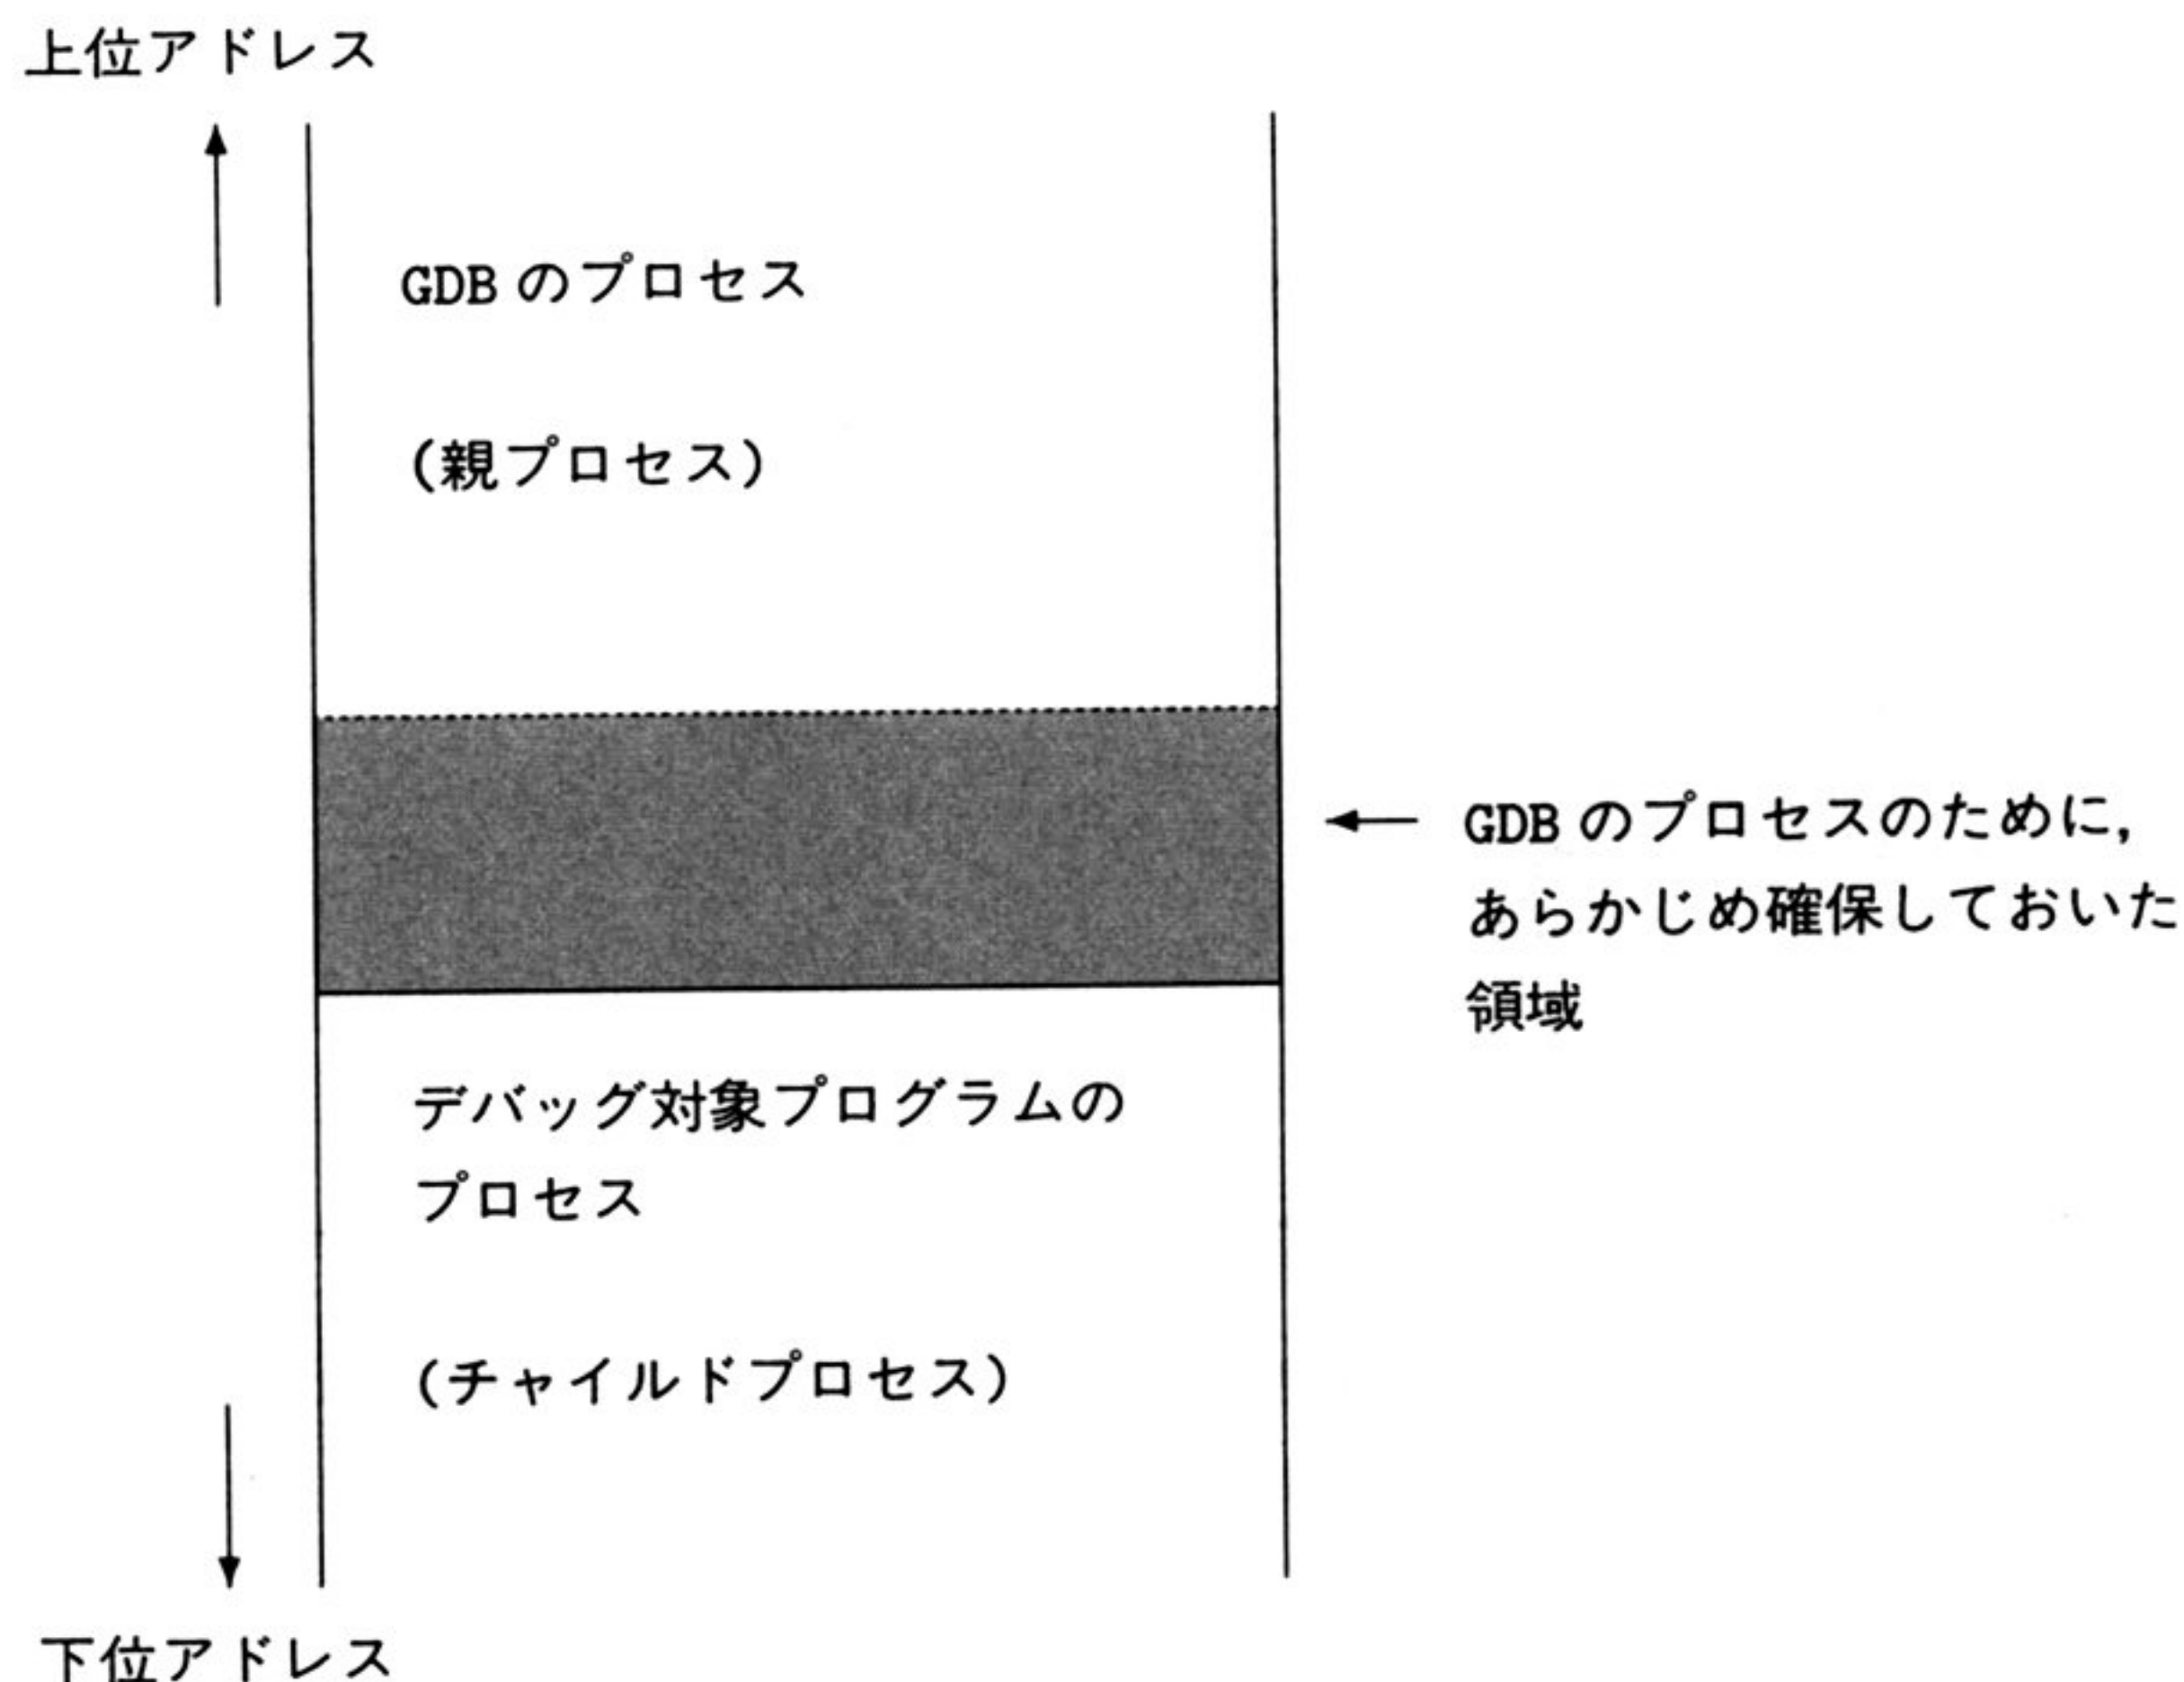 上位アドレス
GDB のプロセス
(親プロセス)
GDB のプロセスのために,
あらかじめ確保しておいた
領域
デバッグ対象プログラムの
プロセス
(チャイルドプロセス)
下位アドレス